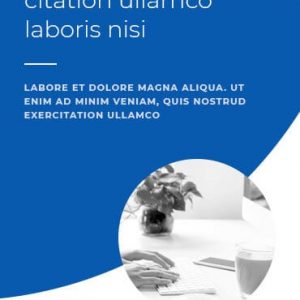 citation ullamco
laboris nisi
LABORE ET DOLORE MAGNA ALIQUA. UT
ENIM AD MINIM VENIAM, QUIS NOSTRUD
EXERCITATION ULLAMCO